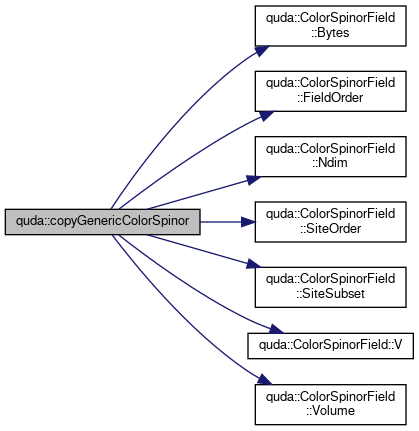 quda::ColorSpinorField
::Bytes
quda::ColorSpinorField
::FieldOrder
quda::ColorSpinorField
::Ndim
quda::copyGenericColorSpinor
quda::ColorSpinorField
::SiteOrder
quda::ColorSpinorField
::SiteSubset
quda::ColorSpinorField::V
quda::ColorSpinorField
::Volume